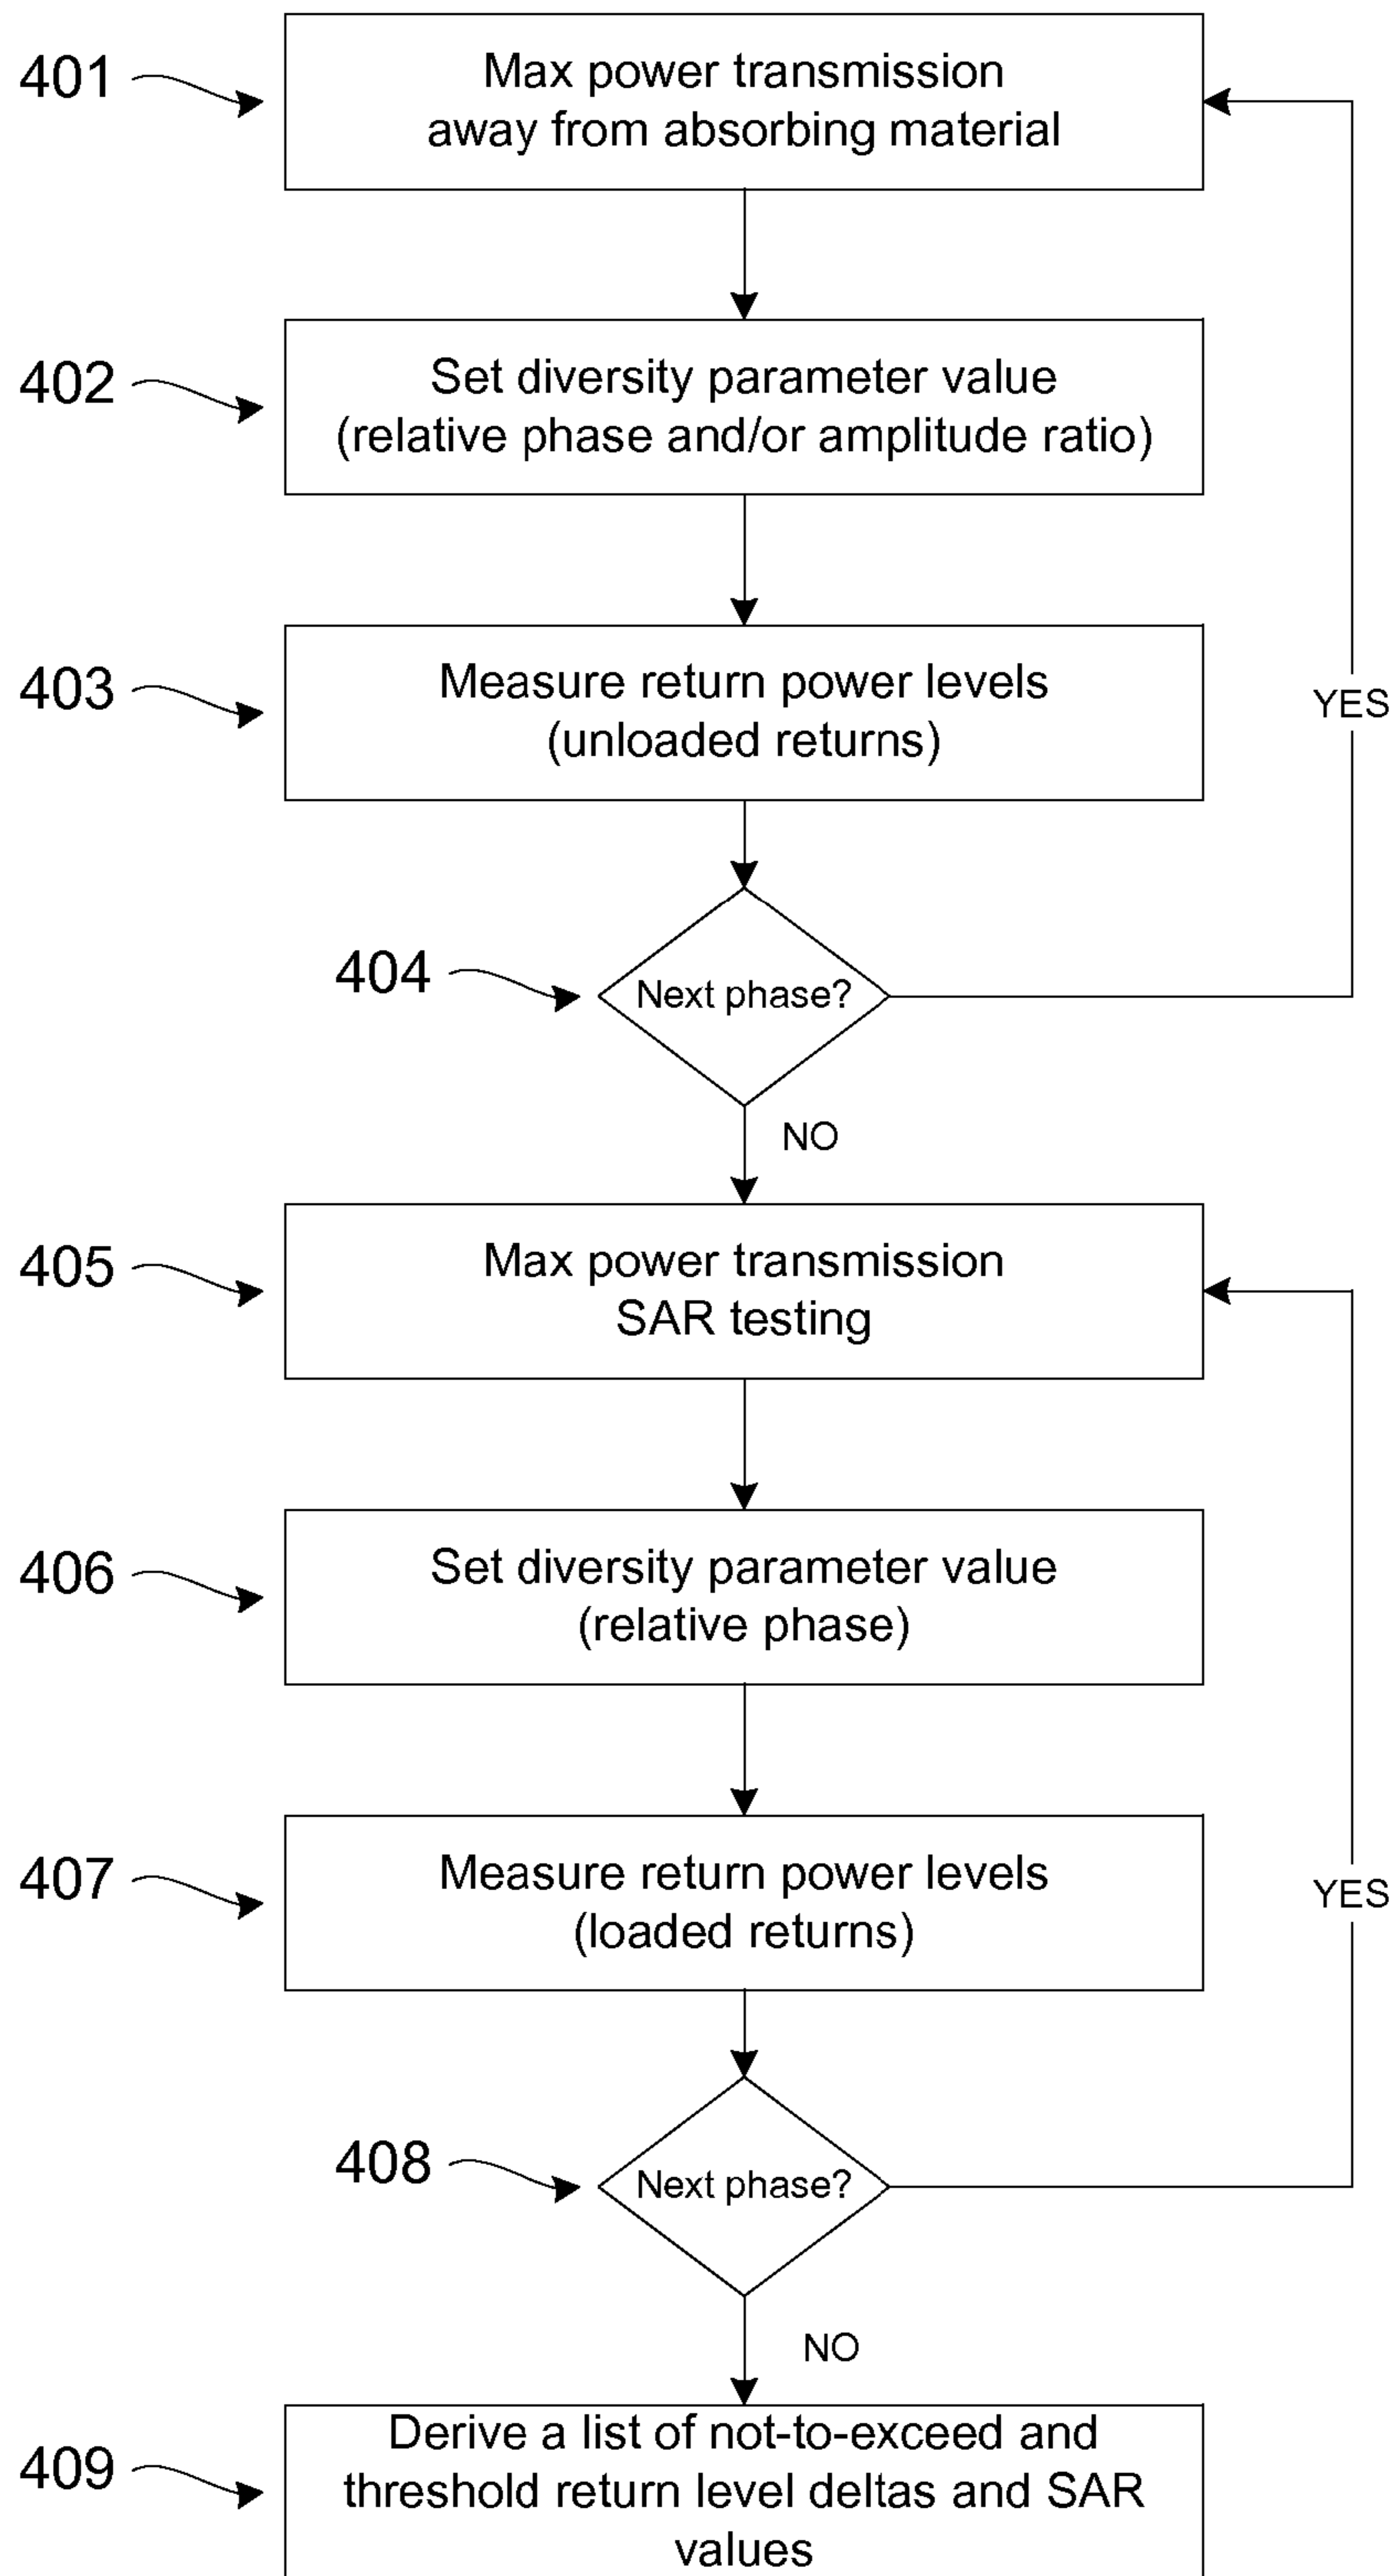 401
Max power transmission
away from absorbing material
402
Set diversity parameter value
(relative phase and/or amplitude ratio)
403
Measure return power levels
(unloaded returns)
YES
404
Next phase?
NO
405
Max power transmission
SAR testing
406
Set diversity parameter value
(relative phase)
407
Measure return power levels
(loaded returns)
YES
408
Next phase?
NO
409
Derive a list of not-to-exceed and
threshold return level deltas and SAR
values